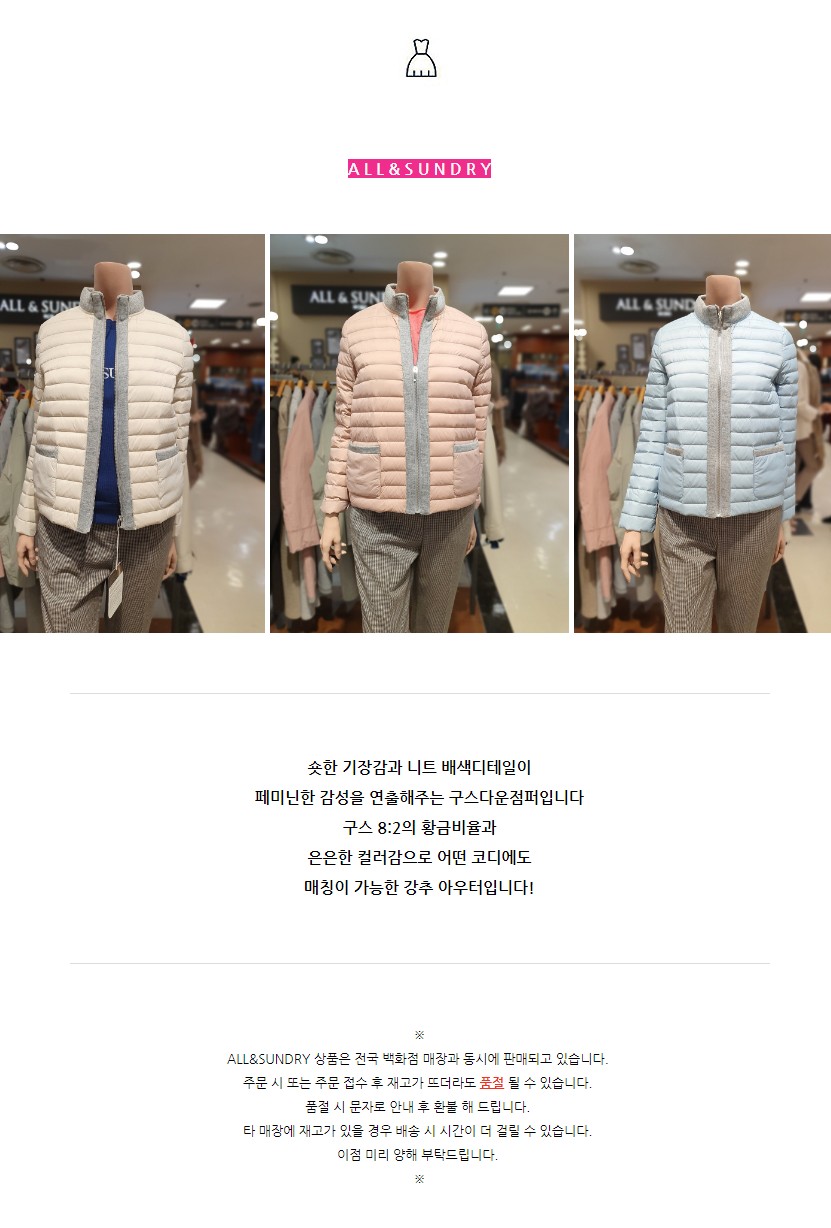 ALL&SUNDRY
ALL & SUN
ALL & SUND
ALL & SUND
SU
숏한 기장감과 니트 배색디테일이
페미닌한 감성을 연출해주는 구스다운점퍼입니다
구스 8:2의 황금비율과
은은한 컬러감으로 어떤 코디에도
매칭이 가능한 강추 아우터입니다!
※
ALL&SUNDRY 상품은 전국 백화점 매장과 동시에 판매되고 있습니다.
주문 시 또는 주문 접수 후 재고가 뜨더라도 품절 될 수 있습니다.
품절 시 문자로 안내 후 환불 해 드립니다.
타 매장에 재고가 있을 경우 배송 시 시간이 더 걸릴 수 있습니다.
이점 미리 양해 부탁드립니다.
※